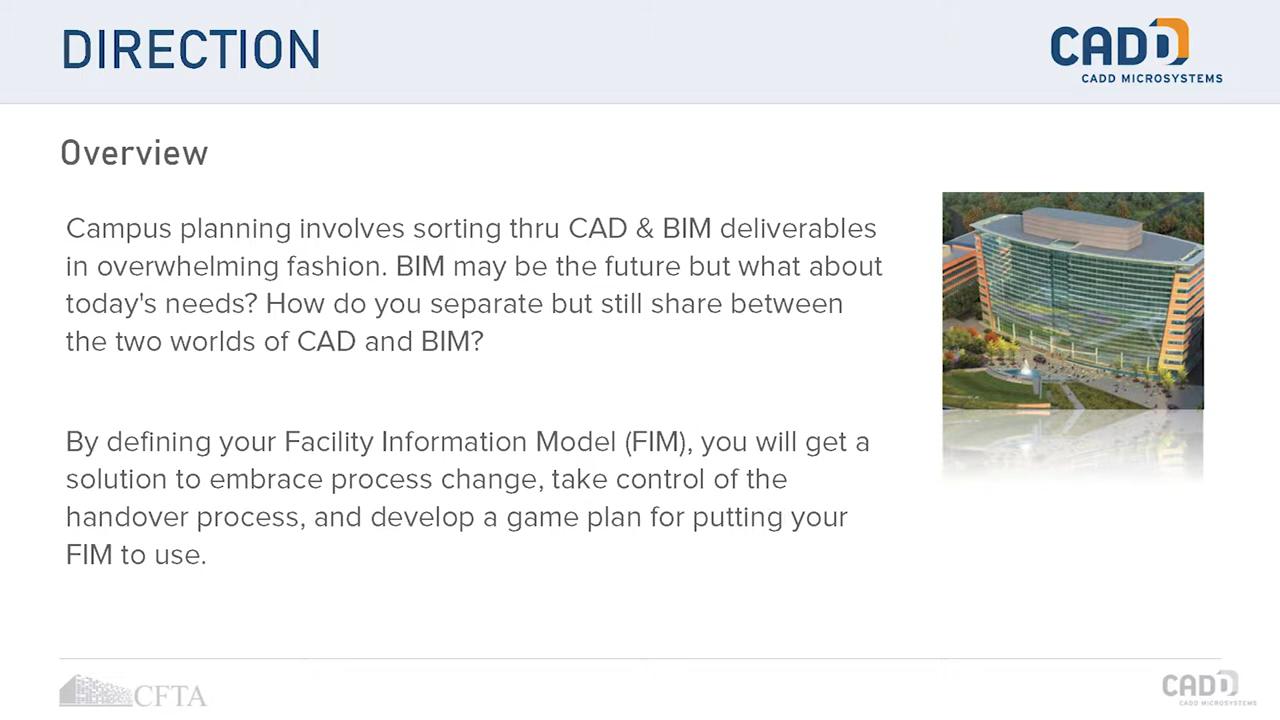 DIRECTION
CADD
CADD MICROSYSTEMS
Overview
Campus planning involves sorting thru CAD & BIM deliverables
in overwhelming fashion. BIM may be the future but what about
today's needs? How do you separate but still share between
the two worlds of CAD and BIM?
By defining your Facility Information Model (FIM), you will get a
solution to embrace process change, take control of the
handover process, and develop a game plan for putting your
FIM to use.
CFTA
CADD
CADD MICROSYSTEMS